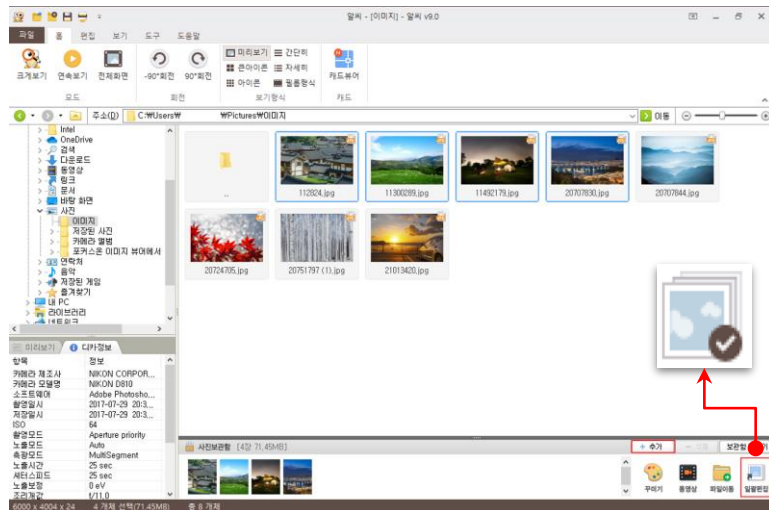 알씨 - [이미지] - 알씨 v9.0
파일 홈 편집 보기 도구 도움말
크게보기 연속보기 전체화면 -90°회전 90°회전
미리보기 간단히
큰아이콘 자세히
아이콘 필름형식
카드뷰어
모드 회전 보기형식 카드
주소(D) C:₩Users₩ ₩Pictures₩이미지 이동
Intel
OneDrive
검색
다운로드
동영상
링크
문서
바탕 화면
사진
이미지
저장된 사진
카메라 앨범
포커스온 이미지 뷰어에서
연락처
음악
저장된 게임
즐겨찾기
내 PC
라이브러리
네트워크
..
112824.jpg 11300289.jpg 11492179.jpg 20707830.jpg 20707844.jpg
20724705.jpg 20751797 (1).jpg 21013420.jpg
미리보기 디카정보
항목 정보
카메라 제조사 NIKON CORPOR...
카메라 모델명 NIKON D810
소프트웨어 Adobe Photosho...
촬영일시 2017-07-29 20:3...
저장일시 2017-07-29 20:3...
ISO 64
촬영모드 Aperture priority
노출모드 Auto
측광모드 MultiSegment
노출시간 25 sec
셔터스피드 25 sec
노출보정 0 eV
조리개값 f/11.0
사진보관함 [4장 71.45MB]
+ 추가 보관함
꾸미기 동영상 파일이동 일괄편집
6000 x 4004 x 24 4 개체 선택(71.45MB) 총 8 개체